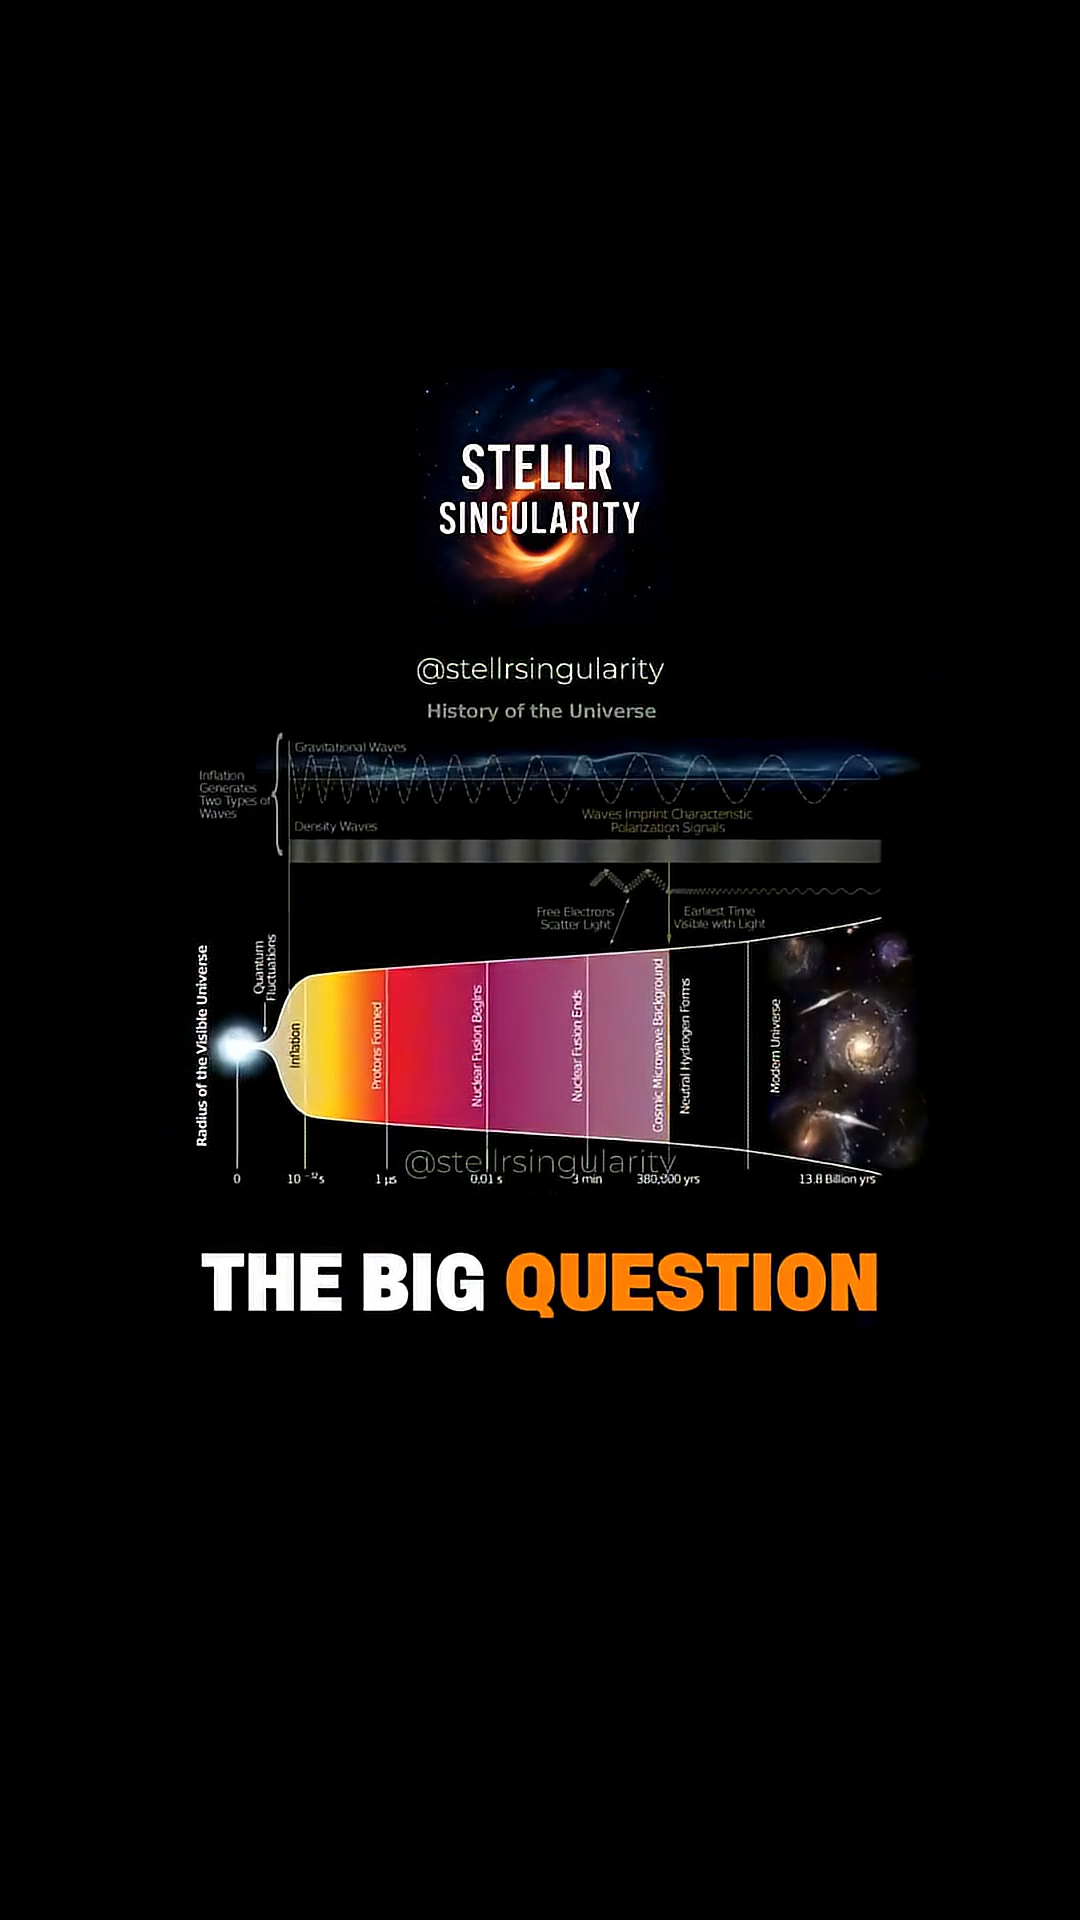 STELLR
SINGULARITY
@stellrsingularity
History of the Universe
Gravitational Waves
Inflation
Generates
Two Types of
Waves
Waves Imprint Characteristic
Polarization Signals
Density Waves
Free Electrons
Scatter Light
Earliest Time
Visible with Light
Radius of the Visible Universe
Quantum
Fluctuations
Inflation
Protons Formed
Nuclear Fusion Begins
Nuclear Fusion Ends
Cosmic Microwave Background
Neutral Hydrogen Forms
Modern Universe
@stellrsingularity
0
1 µs
0.01 s
3 min
380,000 yrs
13.8 Billion yrs
THE BIG QUESTION